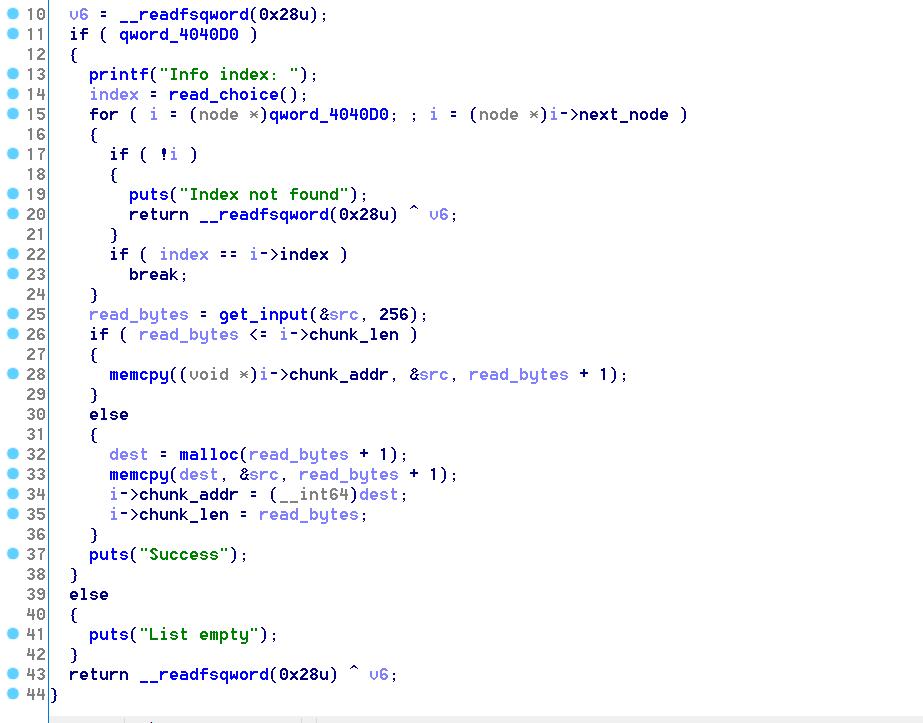 10 v6 = __readfsqword(0x28u);
11 if ( qword_4040D0 )
12 {
13 printf("Info index: ");
14 index = read_choice();
15 for ( i = (node *)qword_4040D0; ; i = (node *)i->next_node )
16 {
17 if ( !i )
18 {
19 puts("Index not found");
20 return __readfsqword(0x28u) ^ v6;
21 }
22 if ( index == i->index )
23 break;
24 }
25 read_bytes = get_input(&src, 256);
26 if ( read_bytes <= i->chunk_len )
27 {
28 memcpy((void *)i->chunk_addr, &src, read_bytes + 1);
29 }
30 else
31 {
32 dest = malloc(read_bytes + 1);
33 memcpy(dest, &src, read_bytes + 1);
34 i->chunk_addr = (__int64)dest;
35 i->chunk_len = read_bytes;
36 }
37 puts("Success");
38 }
39 else
40 {
41 puts("List empty");
42 }
43 return __readfsqword(0x28u) ^ v6;
44 }